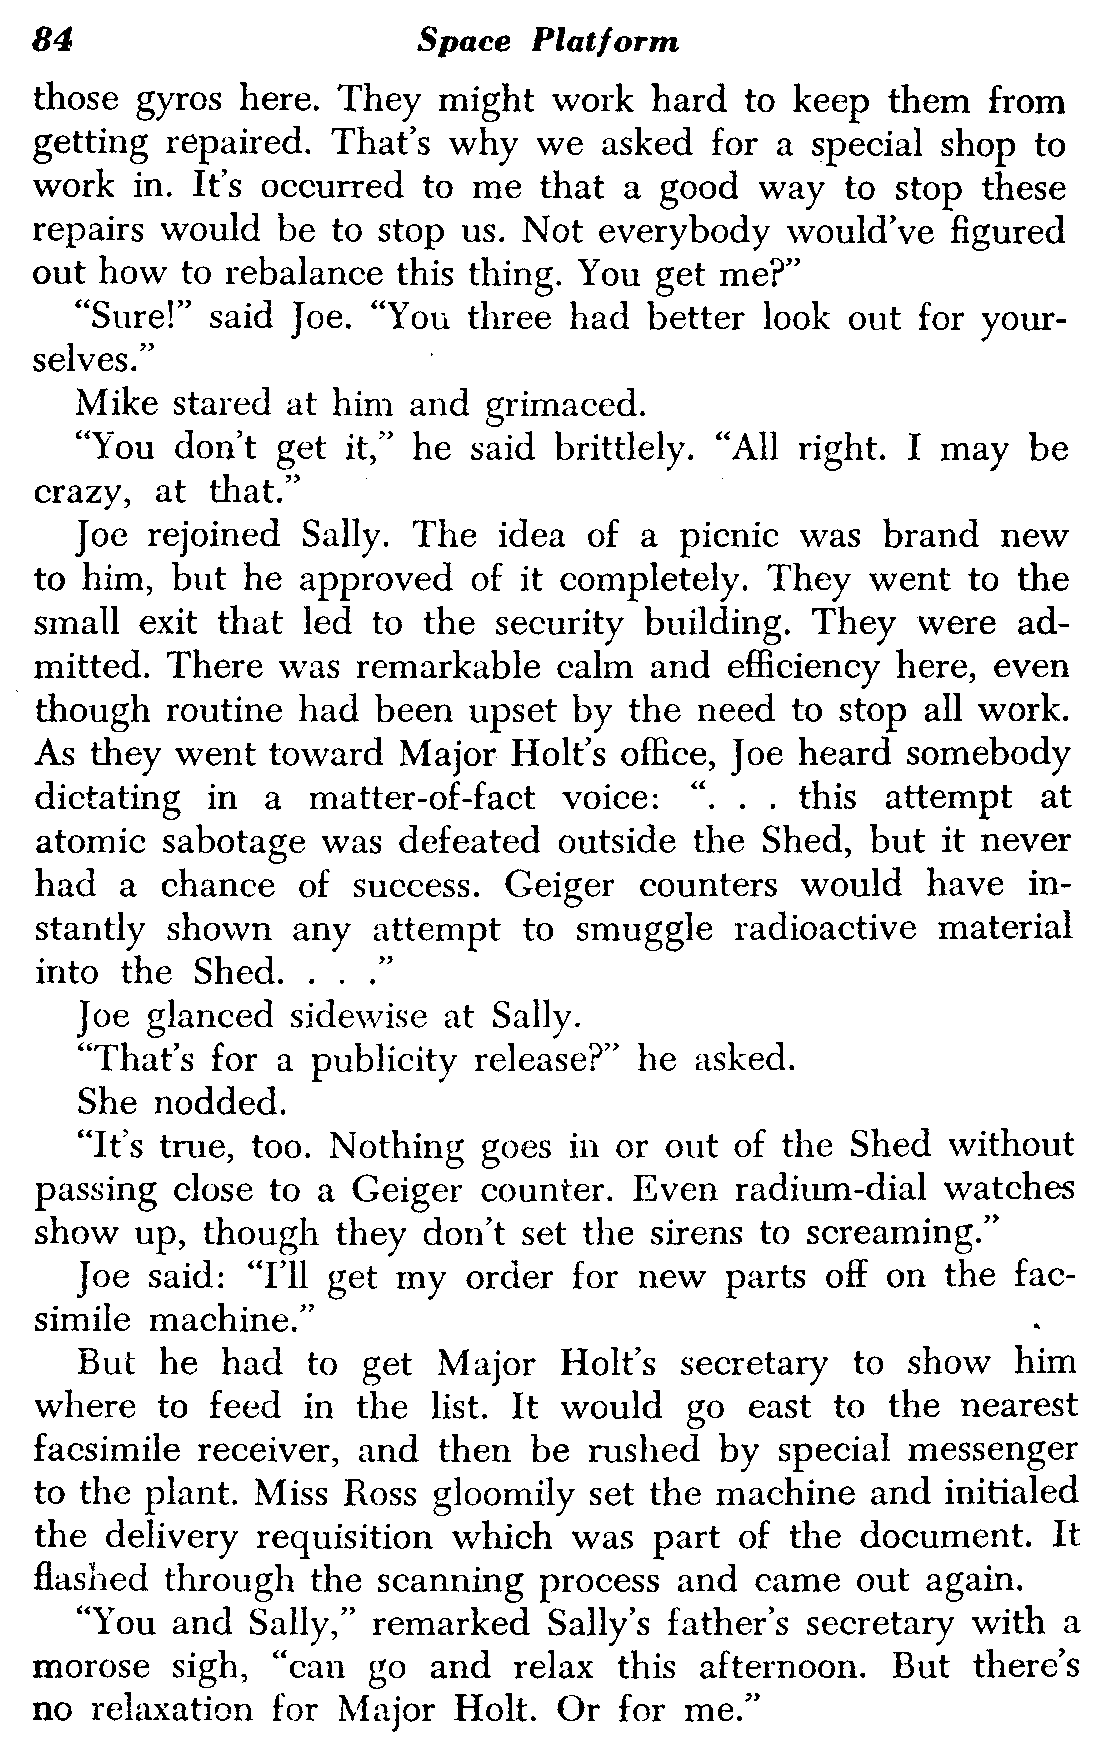 84 Space Platform
those gyros here. They might work hard to keep them from
getting repaired. That's why we asked for a special shop to
work in. It's occurred to me that a good way to stop these
repairs would be to stop us. Not everybody would've figured
out how to rebalance this thing. You get me?”
“Sure!” said Joe. “You three had better look out for your-
selves.”
Mike stared at him and grimaced.
“You don't get it,” he said brittlely. “All right. I may be
crazy, at that.”
Joe rejoined Sally. The idea of a picnic was brand new
to him, but he approved of it completely. They went to the
small exit that led to the security building. They were ad-
mitted. There was remarkable calm and efficiency here, even
though routine had been upset by the need to stop all work.
As they went toward Major Holt's office, Joe heard somebody
dictating in a matter-of-fact voice: “. . . this attempt at
atomic sabotage was defeated outside the Shed, but it never
had a chance of success. Geiger counters would have in-
stantly shown any attempt to smuggle radioactive material
into the Shed. . . .”
Joe glanced sidewise at Sally.
“That's for a publicity release?” he asked.
She nodded.
“It's true, too. Nothing goes in or out of the Shed without
passing close to a Geiger counter. Even radium-dial watches
show up, though they don't set the sirens to screaming.”
Joe said: “I'll get my order for new parts off on the fac-
simile machine.”
But he had to get Major Holt's secretary to show him
where to feed in the list. It would go east to the nearest
facsimile receiver, and then be rushed by special messenger
to the plant. Miss Ross gloomily set the machine and initialed
the delivery requisition which was part of the document. It
flashed through the scanning process and came out again.
“You and Sally,” remarked Sally's father's secretary with a
morose sigh, “can go and relax this afternoon. But there's
no relaxation for Major Holt. Or for me.”